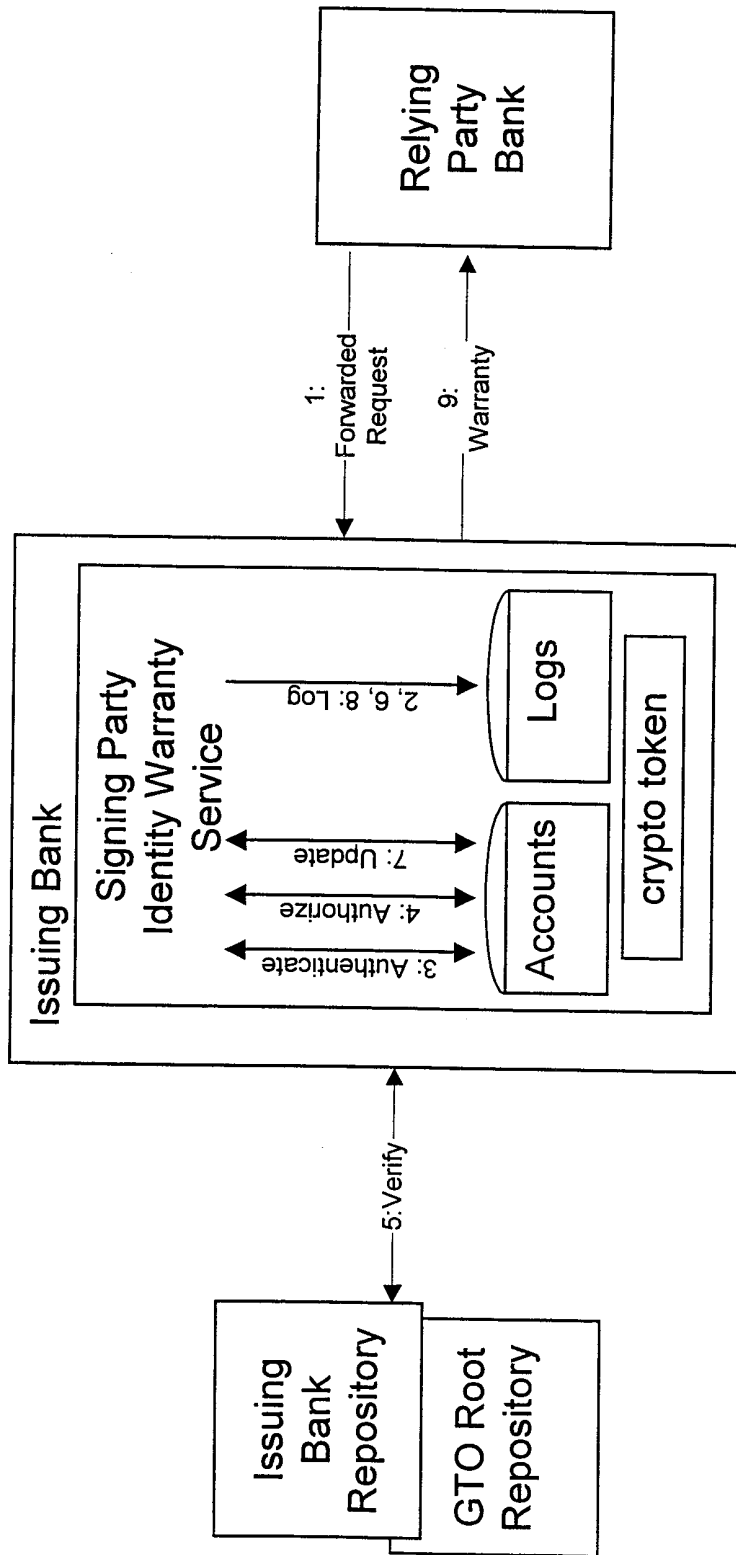 Issuing
Bank
Repository
GTO Root
Repository
5:Verify
Issuing Bank
Signing Party
Identity Warranty
Service
3: Authenticate
4: Authorize
7: Update
2, 6, 8: Log
Accounts
Logs
crypto token
1:
Forwarded
Request
9:
Warranty
Relying
Party
Bank